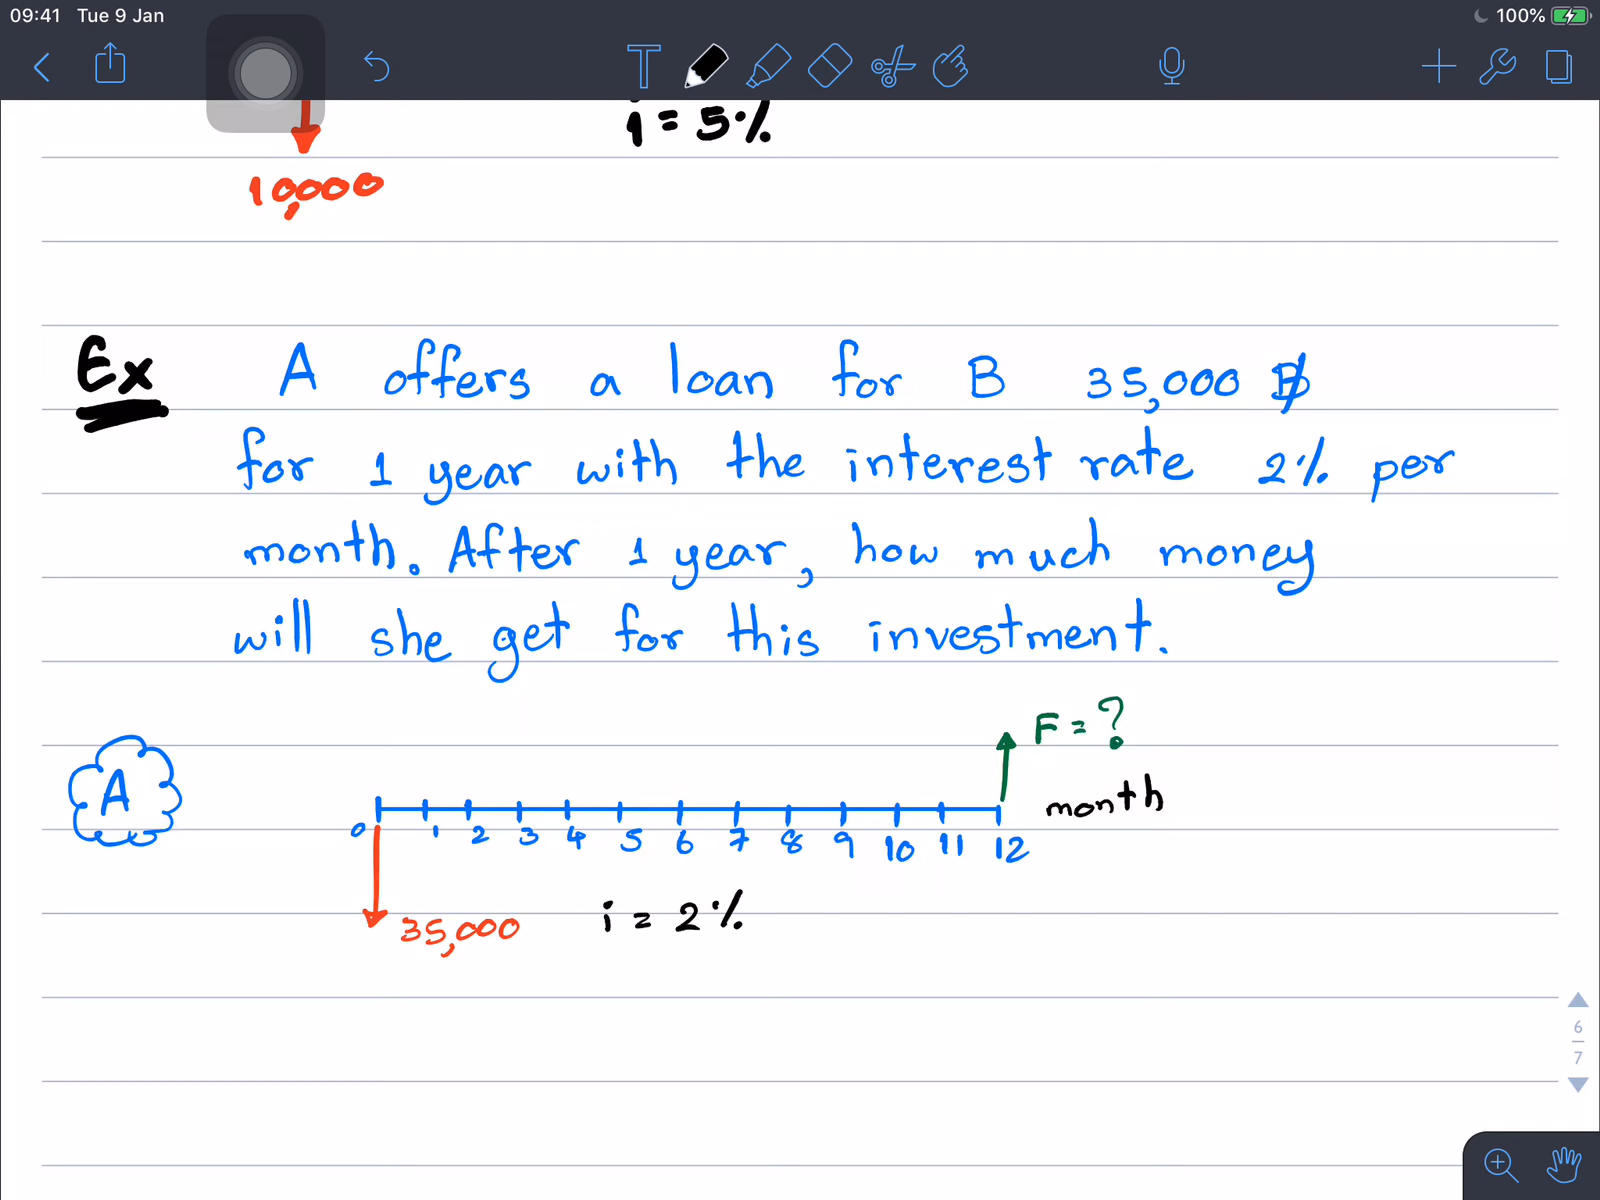 09:41 Tue 9 Jan 100%
T
i = 5%
10,000
Ex A offers a loan for B 35,000 ฿
for 1 year with the interest rate 2% per
month. After 1 year, how much money
will she get for this investment.
F = ?
A month
0 1 2 3 4 5 6 7 8 9 10 11 12
35,000 i = 2%
6
7